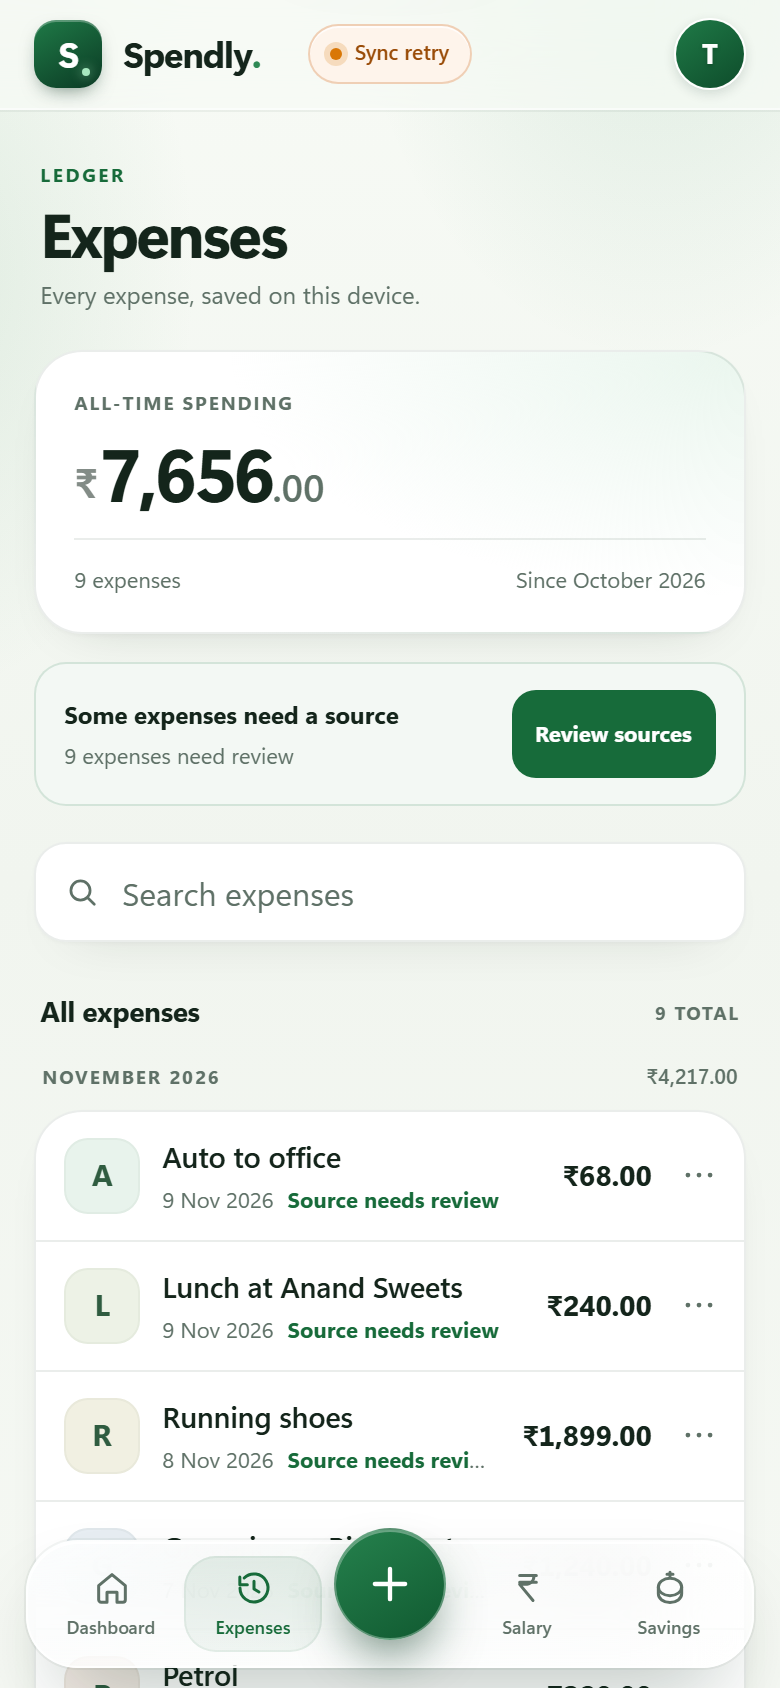 S.
Spendly.
Sync retry
T
LEDGER
Expenses
Every expense, saved on this device.
ALL-TIME SPENDING
₹7,656.00
9 expenses
Since October 2026
Some expenses need a source
9 expenses need review
Review sources
Search expenses
All expenses
9 TOTAL
NOVEMBER 2026
₹4,217.00
A
Auto to office
9 Nov 2026 Source needs review
₹68.00
L
Lunch at Anand Sweets
9 Nov 2026 Source needs review
₹240.00
R
Running shoes
8 Nov 2026 Source needs revi...
₹1,899.00
Dashboard
Expenses
Salary
Savings
Petrol